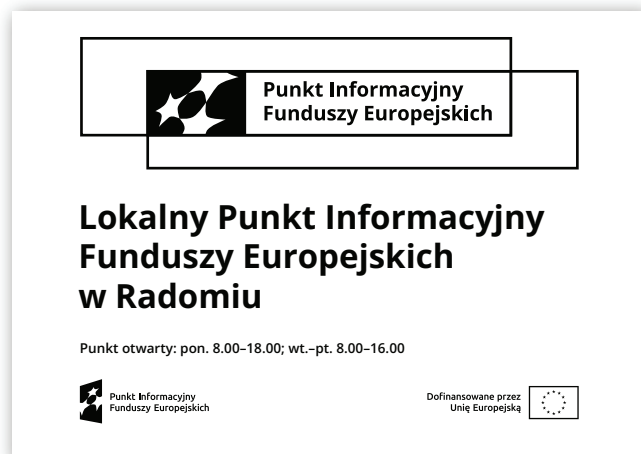 Punkt Informacyjny
Funduszy Europejskich
Lokalny Punkt Informacyjny
Funduszy Europejskich
w Radomiu
Punkt otwarty: pon. 8.00–18.00; wt.–pt. 8.00–16.00
Punkt Informacyjny
Funduszy Europejskich
Dofinansowane przez
Unię Europejską